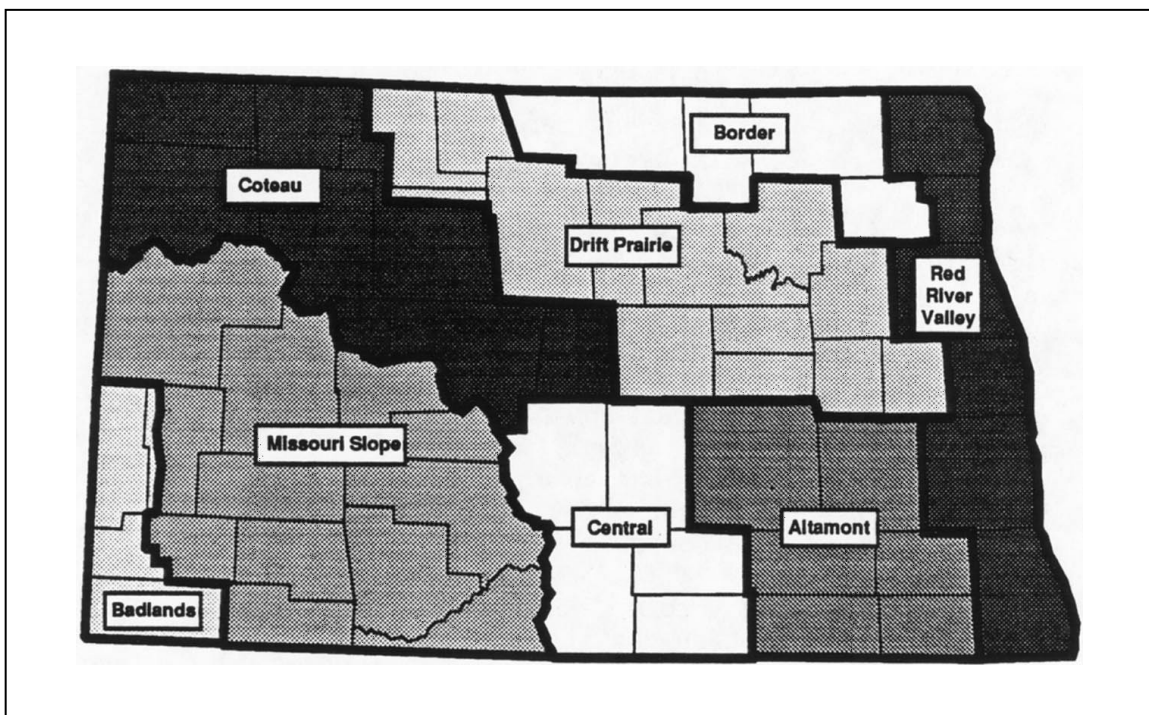 Border
Coteau
Drift Prairie
Red
River
Valley
Missouri Slope
Central
Altamont
Badlands